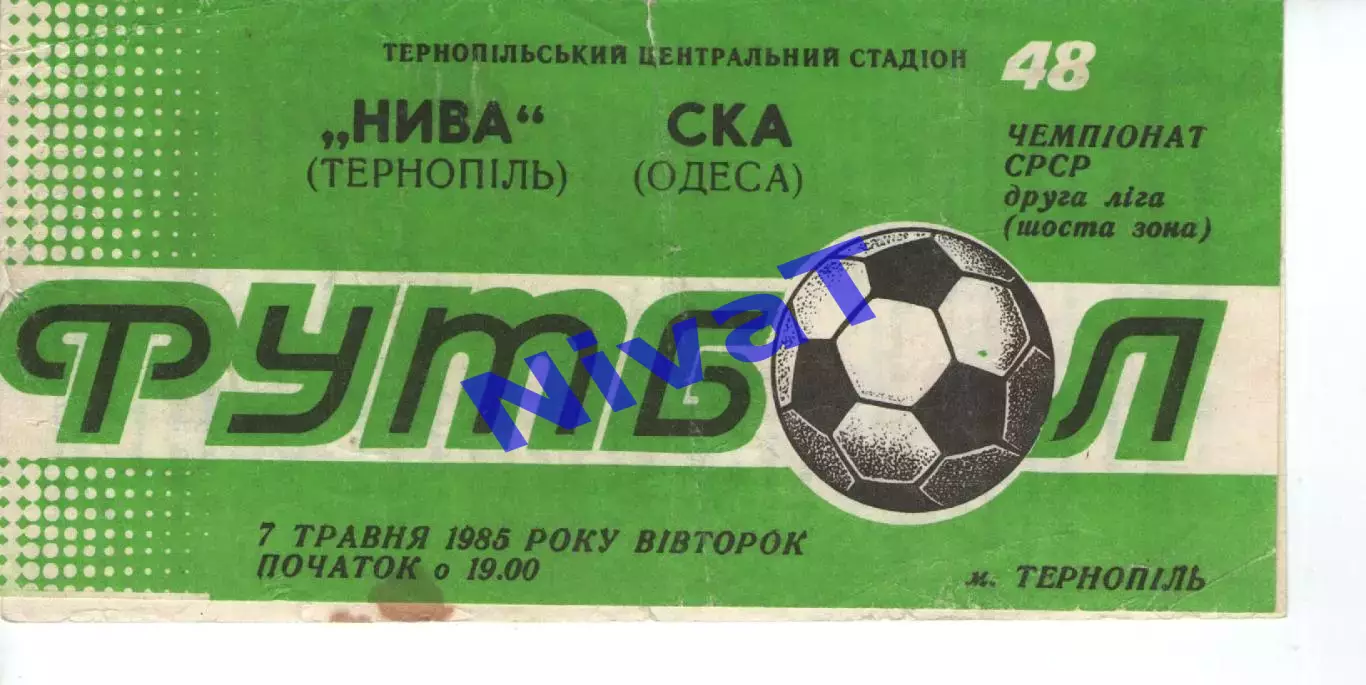 ТЕРНОПІЛЬСЬКИЙ ЦЕНТРАЛЬНИЙ СТАДІОН
48
„НИВА“ СКА
(ТЕРНОПІЛЬ) (ОДЕСА)
ЧЕМПІОНАТ
СРСР
друга ліга
(шоста зона)
ФУТБОЛ
NivaT
7 ТРАВНЯ 1985 РОКУ ВІВТОРОК
ПОЧАТОК о 19.00
м. ТЕРНОПІЛЬ